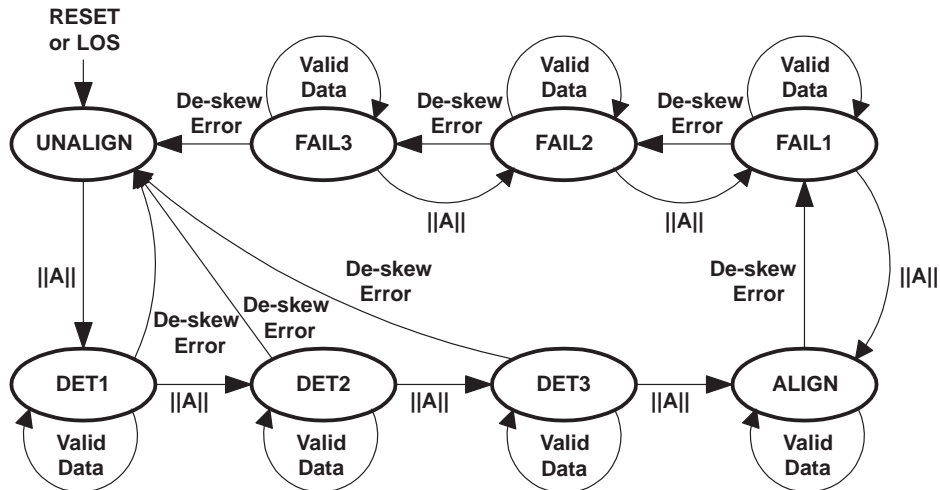 RESET
or LOS
Valid
Data
Valid
Data
Valid
Data
De-skew
Error
De-skew
Error
De-skew
Error
UNALIGN
FAIL3
FAIL2
FAIL1
||A||
||A||
||A||
||A||
De-skew
Error
De-skew
Error
De-skew
Error
De-skew
Error
DET1
DET2
DET3
ALIGN
||A||
||A||
||A||
Valid
Data
Valid
Data
Valid
Data
Valid
Data